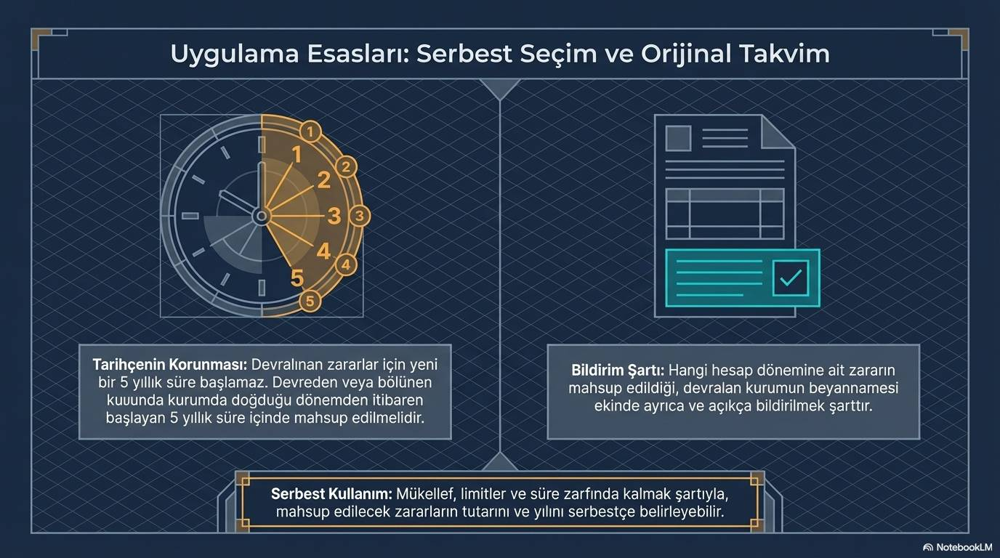 Uygulama Esasları: Serbest Seçim ve Orijinal Takvim
1
2
3
4
5
1
2
3
4
5
Tarihçenin Korunması: Devralınan zararlar için yeni
bir 5 yıllık süre başlamaz. Devreden veya bölünen
kuuunda kurumda doğduğu dönemden itibaren
başlayan 5 yıllık süre içinde mahsup edilmelidir.
Bildirim Şartı: Hangi hesap dönemine ait zararın
mahsup edildiği, devralan kurumun beyannamesi
ekinde ayrıca ve açıkça bildirilmek şarttır.
Serbest Kullanım: Mükellef, limitler ve süre zarfında kalmak şartıyla,
mahsup edilecek zararların tutarını ve yılını serbestçe belirleyebilir.
NotebookLM